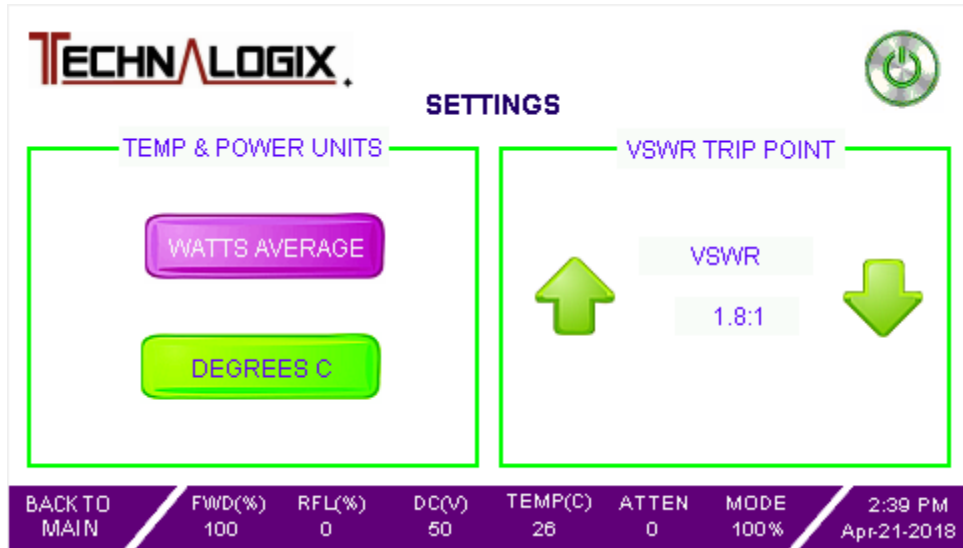 TECHNALOGIX
SETTINGS
TEMP & POWER UNITS
WATTS AVERAGE
DEGREES C
VSWR TRIP POINT
VSWR
1.8:1
BACK TO
MAIN
FWD(%) RFL(%) DC(V) TEMP(C) ATTEN MODE
100 0 50 26 0 100%
2:39 PM
Apr-21-2018